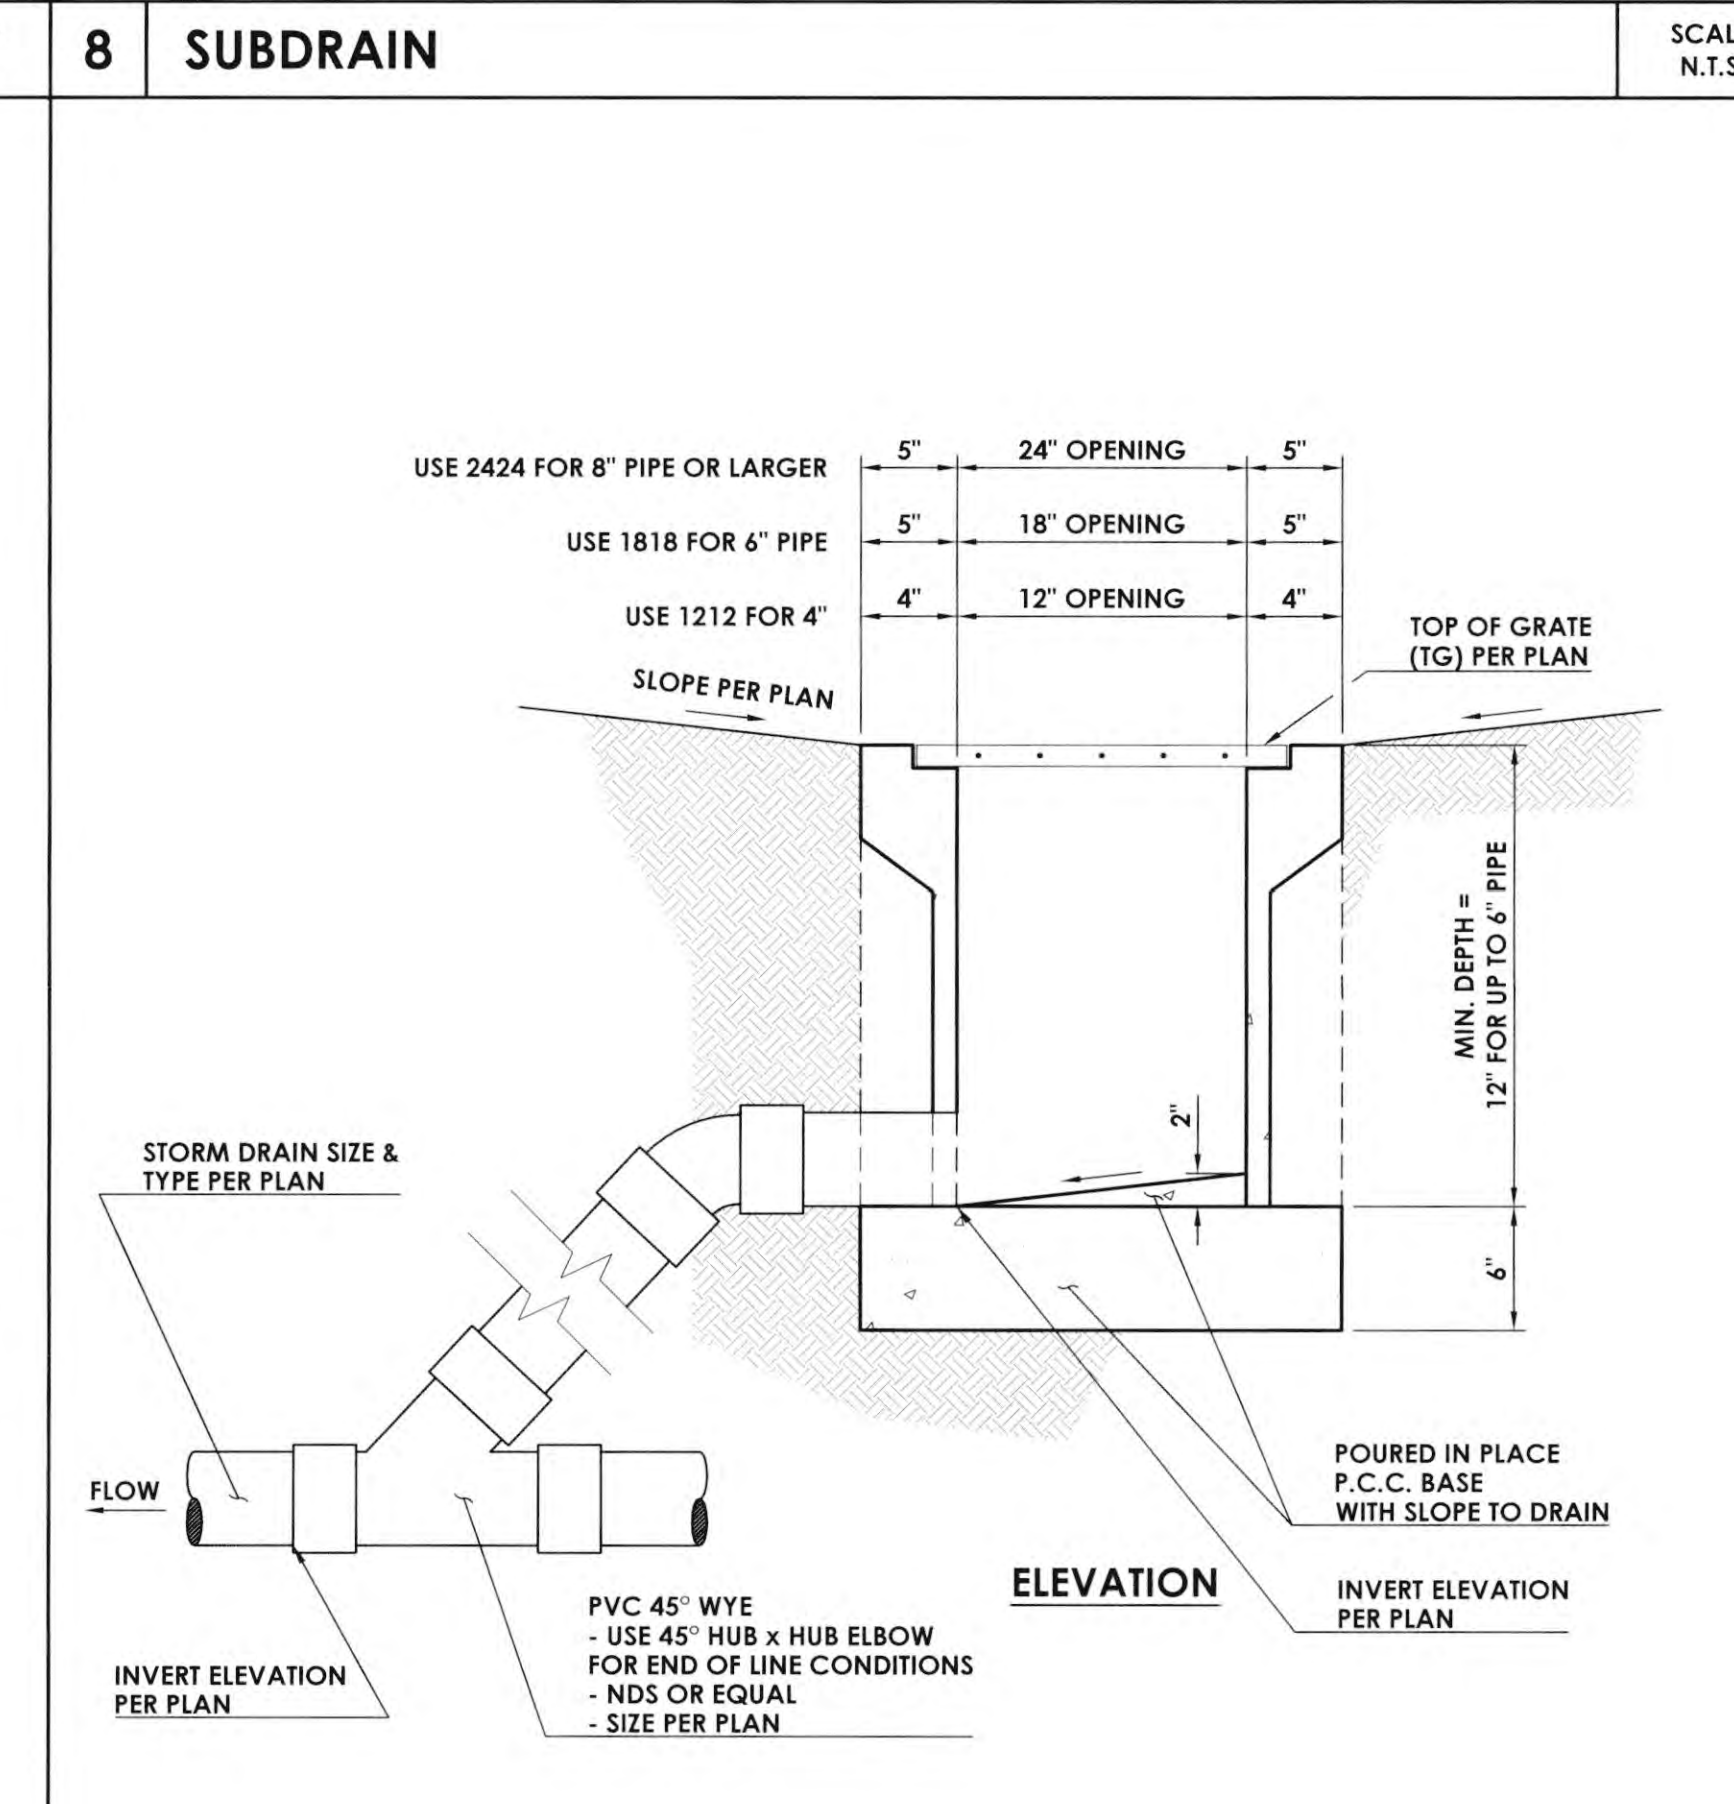 8 SUBDRAIN
SCAL
N.T.S
USE 2424 FOR 8" PIPE OR LARGER
5" 24" OPENING 5"
USE 1818 FOR 6" PIPE
5" 18" OPENING 5"
USE 1212 FOR 4"
4" 12" OPENING 4"
TOP OF GRATE
(TG) PER PLAN
SLOPE PER PLAN
MIN. DEPTH =
12" FOR UP TO 6" PIPE
2"
6"
STORM DRAIN SIZE &
TYPE PER PLAN
FLOW
POURED IN PLACE
P.C.C. BASE
WITH SLOPE TO DRAIN
ELEVATION
INVERT ELEVATION
PER PLAN
PVC 45° WYE
- USE 45° HUB x HUB ELBOW
FOR END OF LINE CONDITIONS
- NDS OR EQUAL
- SIZE PER PLAN
INVERT ELEVATION
PER PLAN